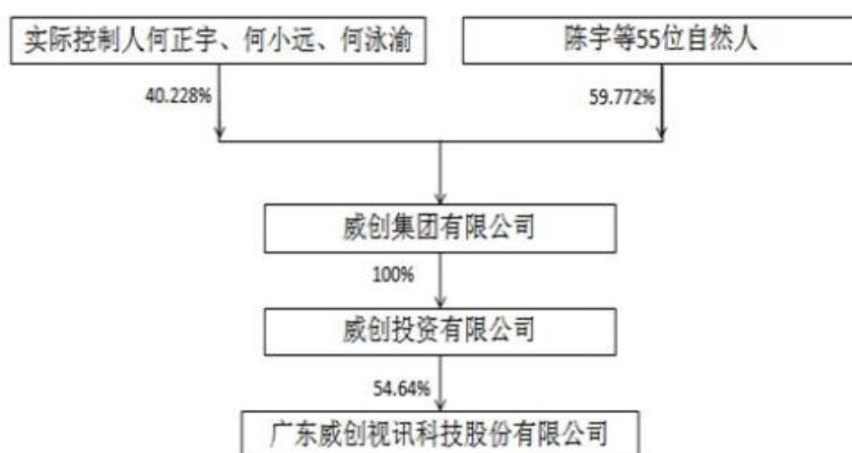 实际控制人何正宇、何小远、何泳渝
陈宇等55位自然人
40.228%
59.772%
威创集团有限公司
100%
威创投资有限公司
54.64%
广东威创视讯科技股份有限公司